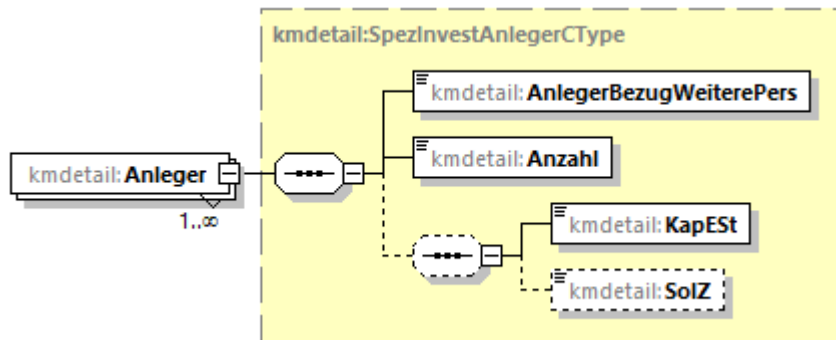 kmdetail:SpezInvestAnlegerCType
kmdetail:AnlegerBezugWeiterePers
kmdetail:Anleger
1..∞
kmdetail:Anzahl
kmdetail:KapESt
kmdetail:SolZ